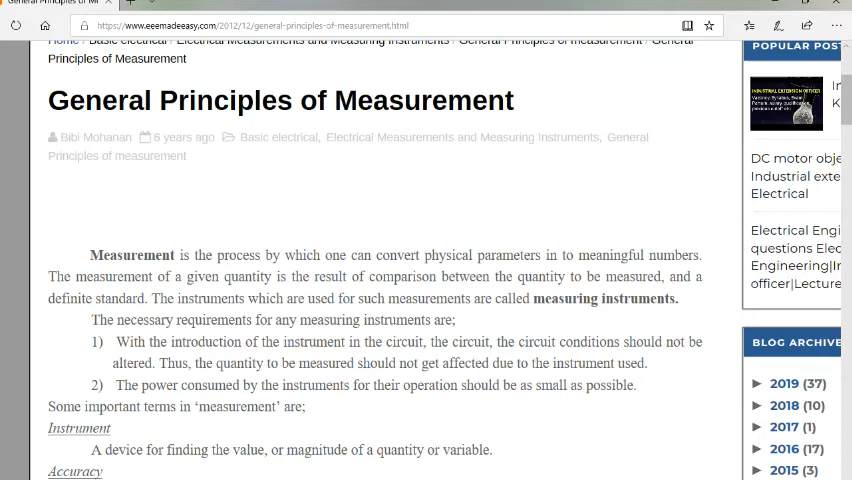 https://www.eeemadeeasy.com/2012/12/general-principles-of-measurement.html
Home / Basic electrical / Electrical Measurements and Measuring Instruments / General Principles of measurement / General
Principles of Measurement
General Principles of Measurement
Bibi Mohanan 6 years ago Basic electrical, Electrical Measurements and Measuring Instruments, General
Principles of measurement
Measurement is the process by which one can convert physical parameters in to meaningful numbers.
The measurement of a given quantity is the result of comparison between the quantity to be measured, and a
definite standard. The instruments which are used for such measurements are called measuring instruments.
The necessary requirements for any measuring instruments are;
1) With the introduction of the instrument in the circuit, the circuit, the circuit conditions should not be
altered. Thus, the quantity to be measured should not get affected due to the instrument used.
2) The power consumed by the instruments for their operation should be as small as possible.
Some important terms in ‘measurement’ are;
Instrument
A device for finding the value, or magnitude of a quantity or variable.
Accuracy
POPULAR POST
INDUSTRIAL EXTENSION OFFICER
In
K
DC motor obje
Industrial exte
Electrical
Electrical Engi
questions Elec
Engineering|In
officer|Lecture
BLOG ARCHIVE
► 2019 (37)
► 2018 (10)
► 2017 (1)
► 2016 (17)
► 2015 (3)